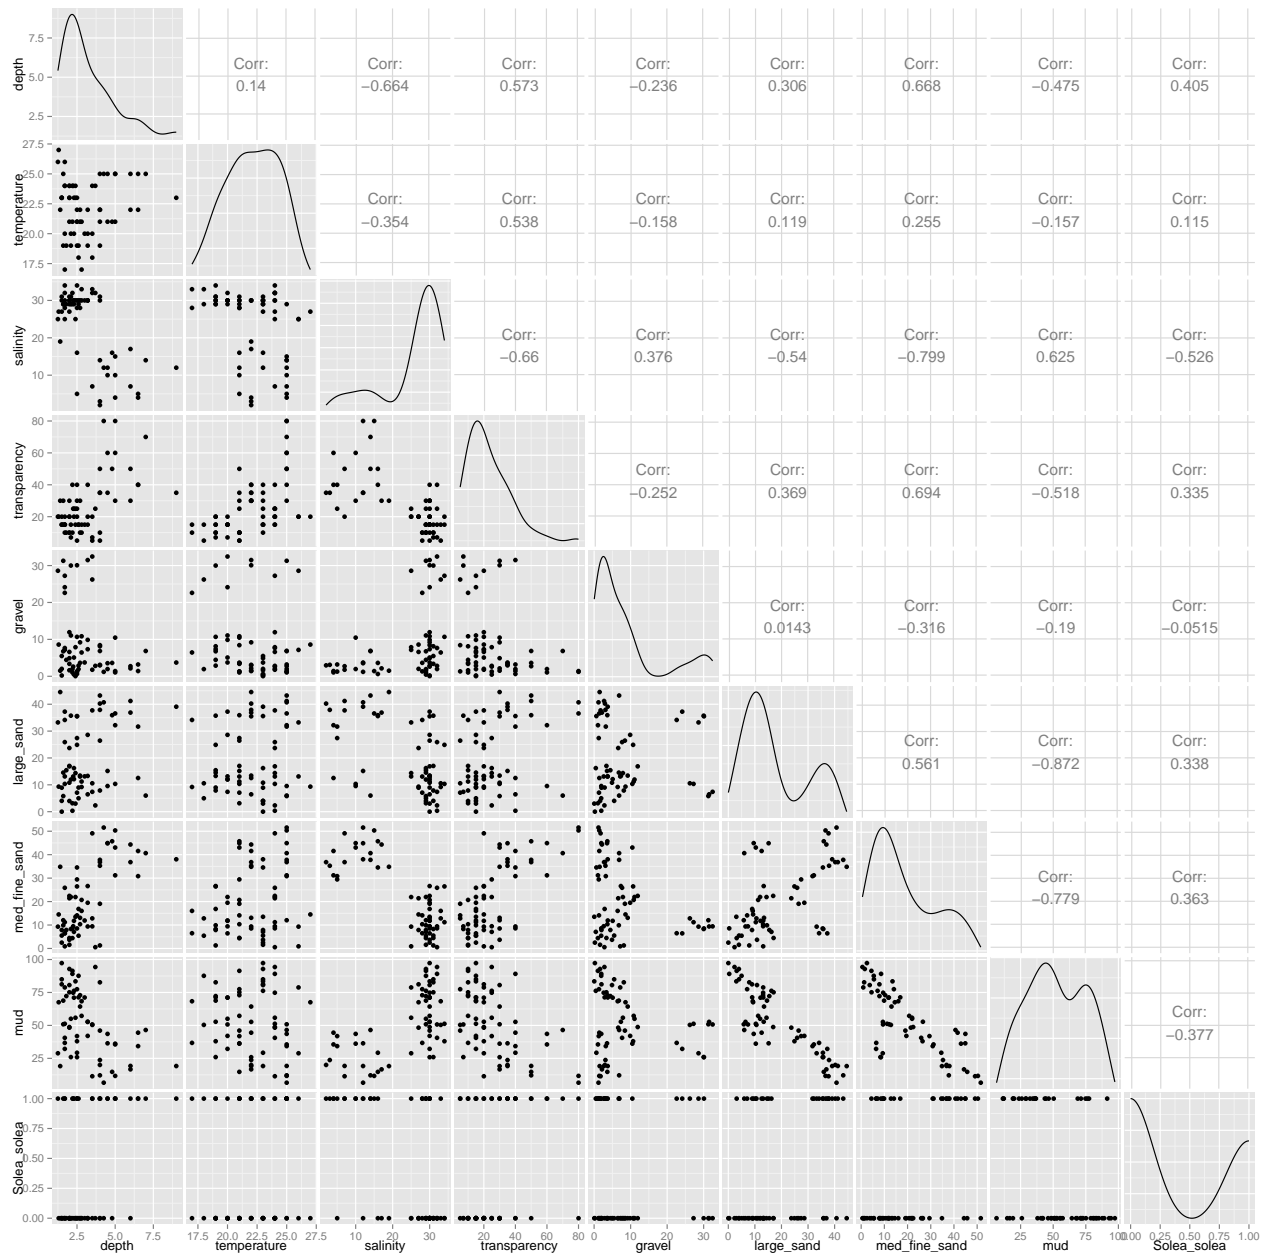 7.5
5.0
2.5
depth
Corr:
0.14
Corr:
−0.664
Corr:
0.573
Corr:
−0.236
Corr:
0.306
Corr:
0.668
Corr:
−0.475
Corr:
0.405
27.5
25.0
22.5
20.0
17.5
temperature
Corr:
−0.354
Corr:
0.538
Corr:
−0.158
Corr:
0.119
Corr:
0.255
Corr:
−0.157
Corr:
0.115
30
20
10
salinity
Corr:
−0.66
Corr:
0.376
Corr:
−0.54
Corr:
−0.799
Corr:
0.625
Corr:
−0.526
80
60
40
20
transparency
Corr:
−0.252
Corr:
0.369
Corr:
0.694
Corr:
−0.518
Corr:
0.335
30
20
10
0
gravel
Corr:
0.0143
Corr:
−0.316
Corr:
−0.19
Corr:
−0.0515
40
30
20
10
0
large_sand
Corr:
0.561
Corr:
−0.872
Corr:
0.338
50
40
30
20
10
0
med_fine_sand
Corr:
−0.779
Corr:
0.363
100
75
50
25
mud
Corr:
−0.377
1.00
0.75
0.50
0.25
0.00
Solea_solea
2.5 5.0 7.5
17.5 20.0 22.5 25.0 27.5
10 20 30
20 40 60 80
0 10 20 30
0 10 20 30 40
0 10 20 30 40 50
25 50 75 100
0.00 0.25 0.50 0.75 1.00
depth
temperature
salinity
transparency
gravel
large_sand
med_fine_sand
mud
Solea_solea